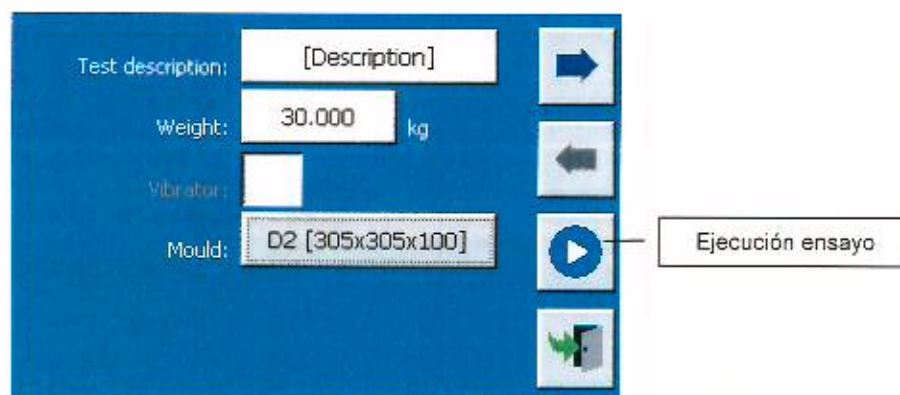 Test description: [Description]
Weight: 30.000 kg
Vibrator:
Mould: D2 [305x305x100]
Ejecución ensayo